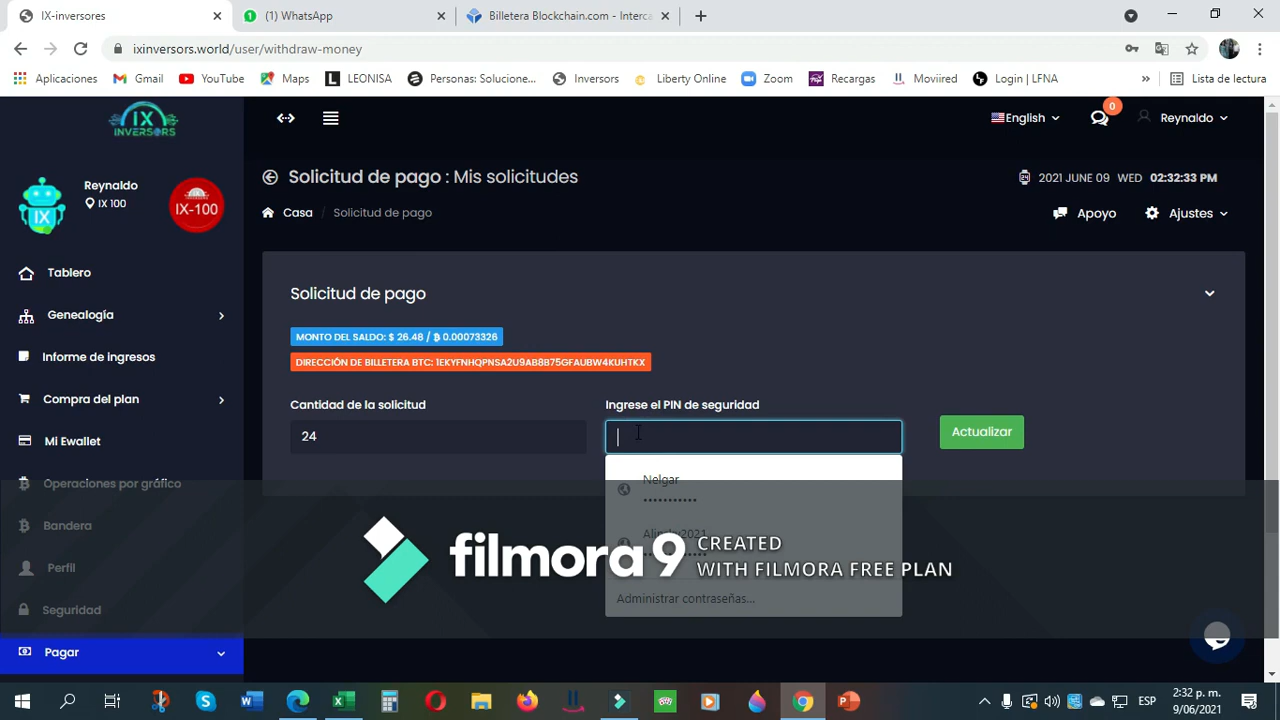 IX-inversores
(1) WhatsApp
Billetera Blockchain.com - Interca
ixinversors.world/user/withdraw-money
Aplicaciones
Gmail
YouTube
Maps
LEONISA
Personas: Solucione...
Inversors
Liberty Online
Zoom
Recargas
Moviired
Login | LFNA
Lista de lectura
IX
INVERSORS
English
0
Reynaldo
Reynaldo
IX 100
IX-100
Solicitud de pago : Mis solicitudes
2021 JUNE 09 WED 02:32:33 PM
Casa / Solicitud de pago
Apoyo
Ajustes
Tablero
Genealogía
Informe de ingresos
Compra del plan
Mi Ewallet
Operaciones por gráfico
Bandera
Perfil
Seguridad
Pagar
Solicitud de pago
MONTO DEL SALDO: $ 26.48 / ₿ 0.00073326
DIRECCIÓN DE BILLETERA BTC: 1EKYFNHQPNSA2U9AB8B75GFAUBW4KUHTKX
Cantidad de la solicitud
Ingrese el PIN de seguridad
24
Actualizar
Nelgar
•••••••••••
Administrar contraseñas...
filmora 9
CREATED
WITH FILMORA FREE PLAN
ESP
2:32 p. m.
9/06/2021